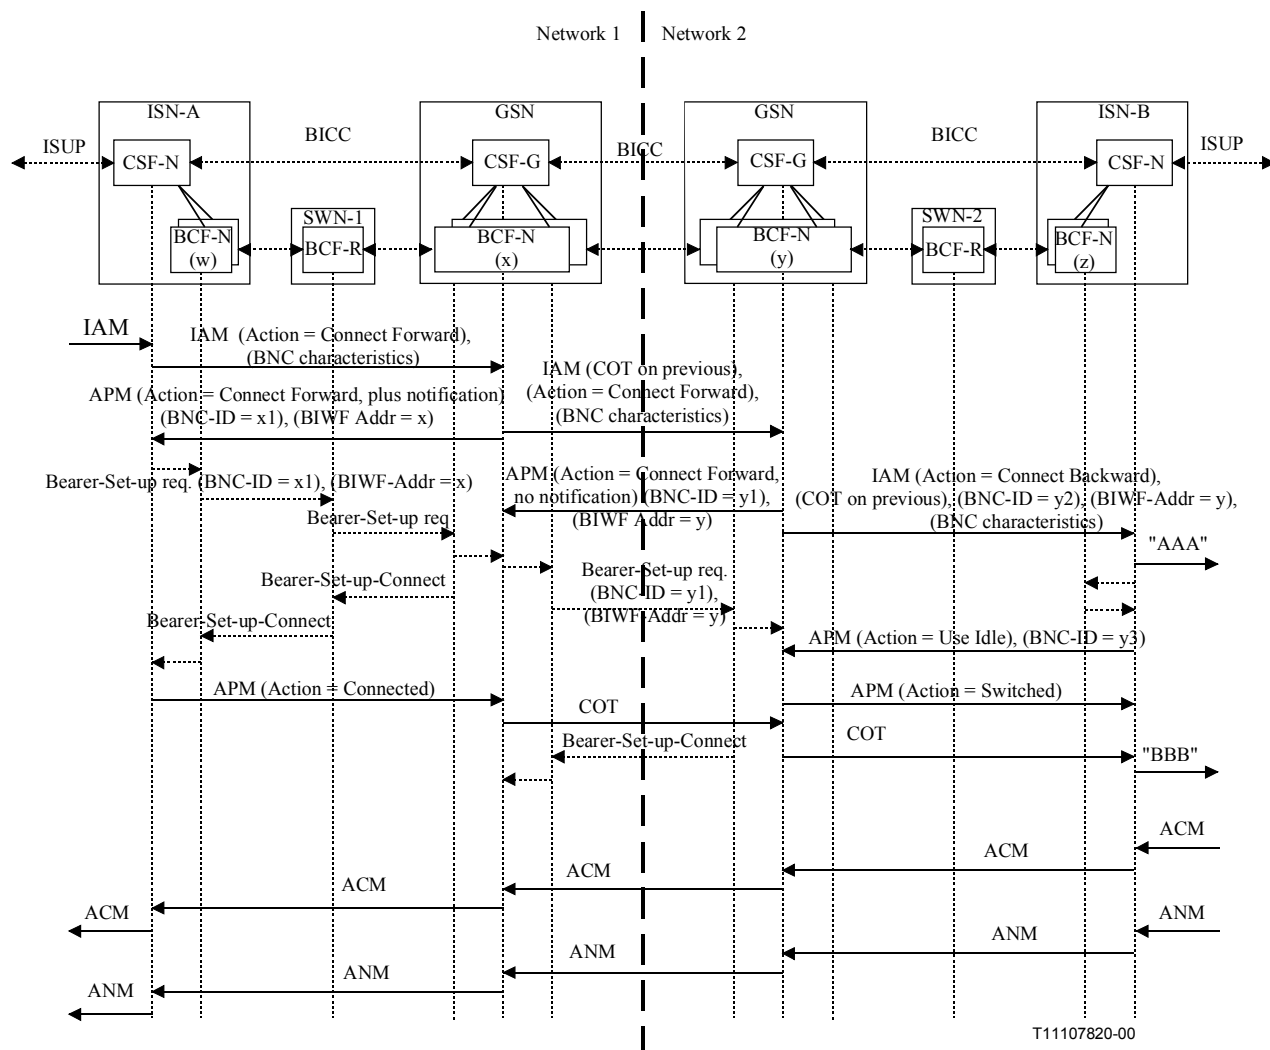 Network 1
Network 2
ISN-A
GSN
GSN
ISN-B
ISUP
BICC
BICC
BICC
ISUP
CSF-N
CSF-G
CSF-G
CSF-N
SWN-1
SWN-2
BCF-N
(w)
BCF-R
BCF-N
(x)
BCF-N
(y)
BCF-R
BCF-N
(z)
IAM
IAM (Action = Connect Forward),
(BNC characteristics)
IAM (COT on previous),
(Action = Connect Forward),
(BNC characteristics)
APM (Action = Connect Forward, plus notification)
(BNC-ID = x1), (BIWF Addr = x)
Bearer-Set-up req. (BNC-ID = x1), (BIWF-Addr = x)
APM (Action = Connect Forward,
no notification) (BNC-ID = y1),
(BIWF Addr = y)
IAM (Action = Connect Backward),
(COT on previous), (BNC-ID = y2), (BIWF-Addr = y),
(BNC characteristics)
Bearer-Set-up req
"AAA"
Bearer-Set-up-Connect
Bearer-Set-up req.
(BNC-ID = y1),
(BIWF-Addr = y)
Bearer-Set-up-Connect
APM (Action = Use Idle), (BNC-ID = y3)
APM (Action = Connected)
APM (Action = Switched)
COT
COT
Bearer-Set-up-Connect
"BBB"
ACM
ACM
ACM
ACM
ACM
ANM
ANM
ANM
ANM
ANM
T11107820-00